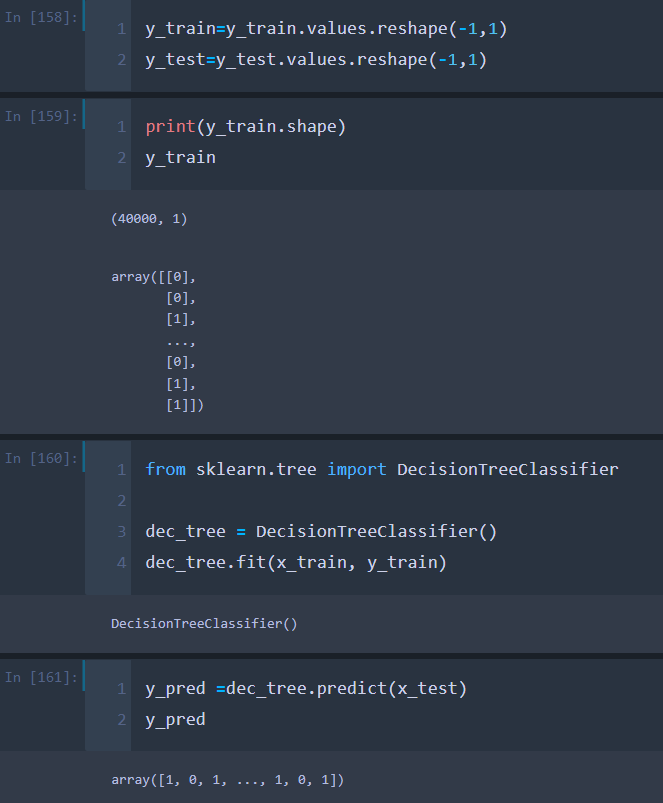 In [158]:
1 y_train=y_train.values.reshape(-1,1)
2 y_test=y_test.values.reshape(-1,1)
In [159]:
1 print(y_train.shape)
2 y_train
(40000, 1)
array([[0],
       [0],
       [1],
       ...,
       [0],
       [1],
       [1]])
In [160]:
1 from sklearn.tree import DecisionTreeClassifier
2
3 dec_tree = DecisionTreeClassifier()
4 dec_tree.fit(x_train, y_train)
DecisionTreeClassifier()
In [161]:
1 y_pred =dec_tree.predict(x_test)
2 y_pred
array([1, 0, 1, ..., 1, 0, 1])